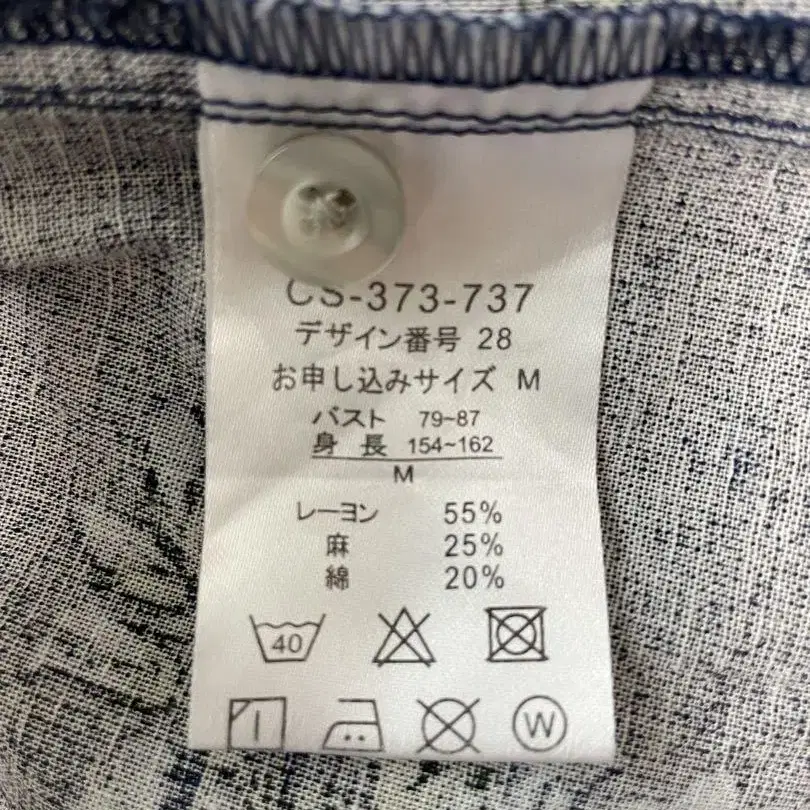 CS-373-737
デザイン番号 28
お申し込みサイズ M
バスト 79~87
身 長 154~162
M
レーヨン 55%
麻 25%
綿 20%
40
W